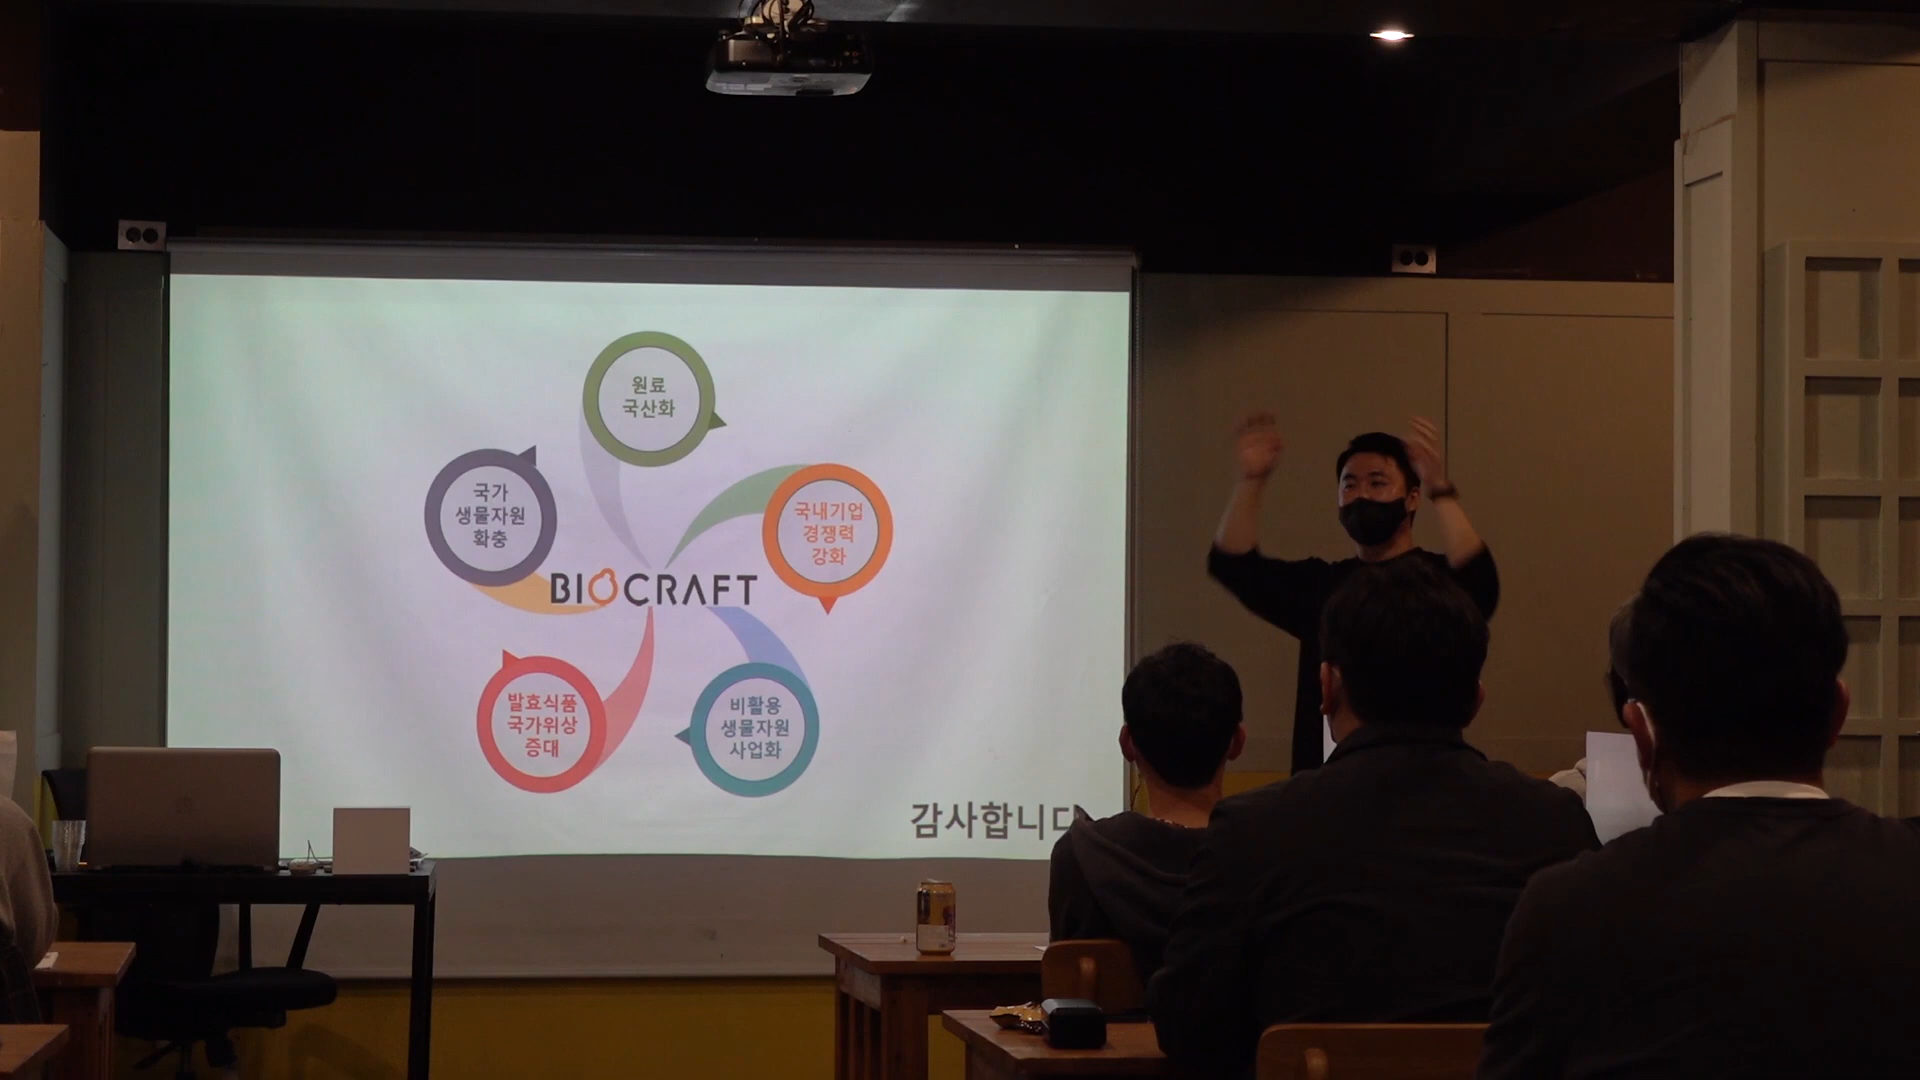 원료
국산화
국가
생물자원
확충
국내기업
경쟁력
강화
BIOCRAFT
발효식품
국가위상
증대
비활용
생물자원
사업화
감사합니다